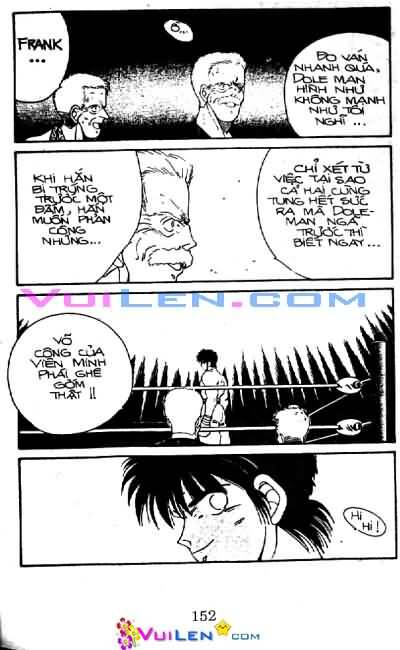 FRANK
...
Ồ...
DO VÁN
NHANH QUÁ,
DOLE MAN
HÌNH NHƯ
KHÔNG MẠNH
NHƯ TÔI
NGHĨ ...
KHI HẮN
BỊ TRÚNG
TRƯỚC MỘT
ĐẤM, HẮN
MUỐN PHẢN
CÔNG
NHƯNG...
CHỈ XÉT TỪ
VIỆC TẠI SAO
CẢ HAI CÙNG
TUNG HẾT SỨC
RA MÀ DOLE-
MAN NGÃ
TRƯỚC THÌ
BIẾT NGAY ...
VUILEN.COM
VÕ
CÔNG CỦA
VIÊN MINH
PHẢI GHÊ
GỚM
THẬT !!
HI
HI !
152
VUILEN.COM